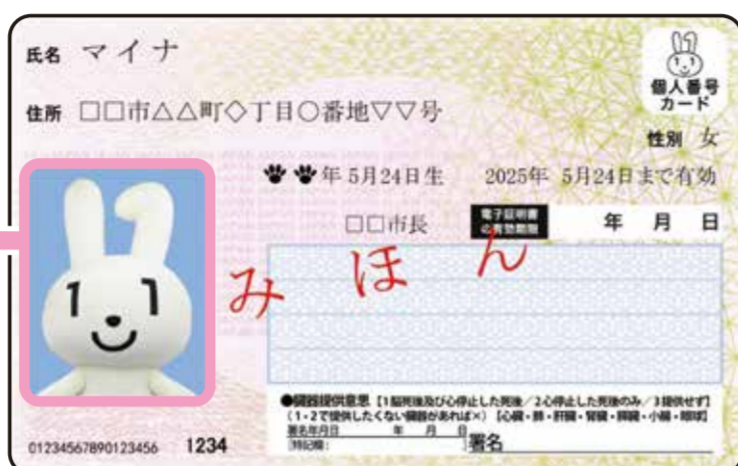 氏名 マイナ
個人番号
カード
住所 □□市△△町◇丁目○番地▽▽号
性別 女
年 5月24日生 2025年 5月24日まで有効
□□市長 電子証明書の有効期限 年 月 日
みほん
1 1
●臓器提供意思【1脳死後及び心停止した死後/2心停止した死後のみ/3提供せず】
(1・2で提供したくない臓器があれば×)【心臓・肺・肝臓・腎臓・膵臓・小腸・眼球】
署名年月日 年 月 日
[特記欄: ]署名
01234567890123456 1234